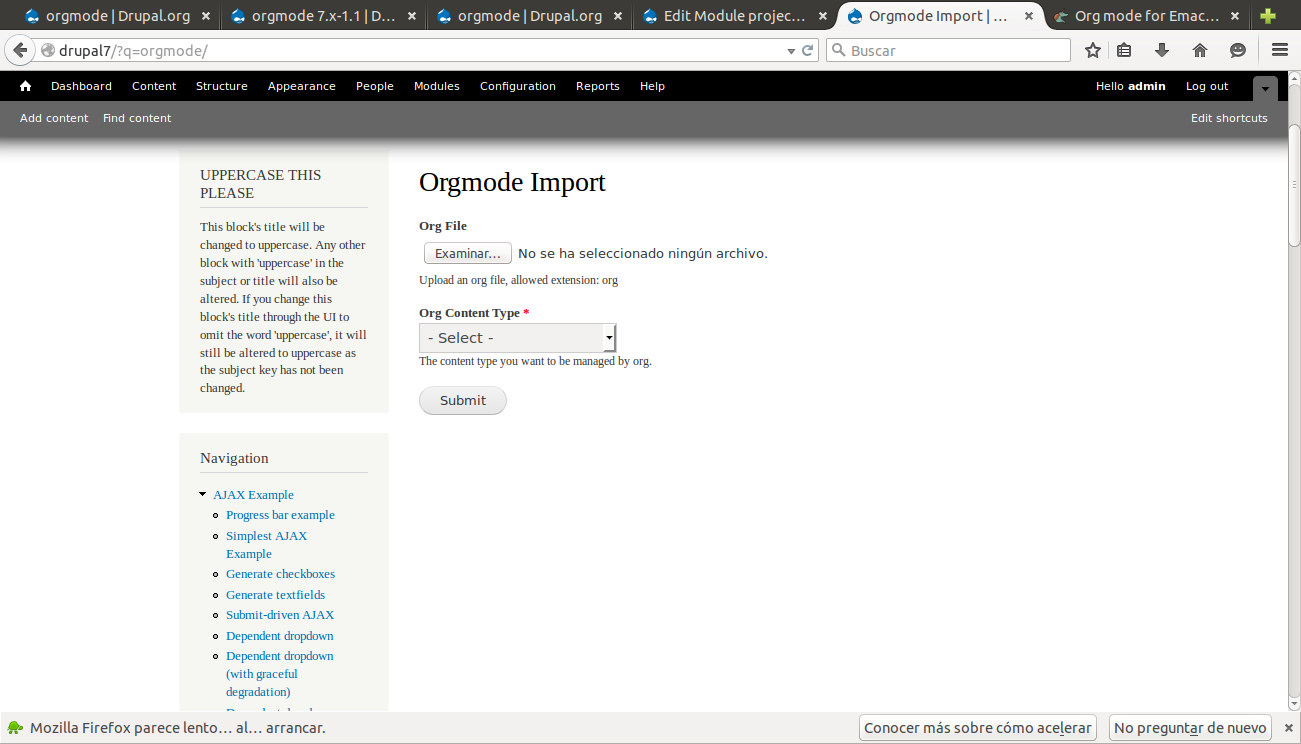 orgmode | Drupal.org
orgmode 7.x-1.1 | D...
orgmode | Drupal.org
Edit Module projec...
Orgmode Import | ...
Org mode for Emac...
drupal7/?q=orgmode/
Buscar
Dashboard Content Structure Appearance People Modules Configuration Reports Help
Hello admin Log out
Add content Find content
Edit shortcuts
UPPERCASE THIS
PLEASE
This block's title will be
changed to uppercase. Any other
block with 'uppercase' in the
subject or title will also be
altered. If you change this
block's title through the UI to
omit the word 'uppercase', it will
still be altered to uppercase as
the subject key has not been
changed.
Navigation
AJAX Example
Progress bar example
Simplest AJAX
Example
Generate checkboxes
Generate textfields
Submit-driven AJAX
Dependent dropdown
Dependent dropdown
(with graceful
degradation)
Orgmode Import
Org File
Examinar... No se ha seleccionado ningún archivo.
Upload an org file, allowed extension: org
Org Content Type *
- Select -
The content type you want to be managed by org.
Submit
Mozilla Firefox parece lento... al... arrancar.
Conocer más sobre cómo acelerar
No preguntar de nuevo